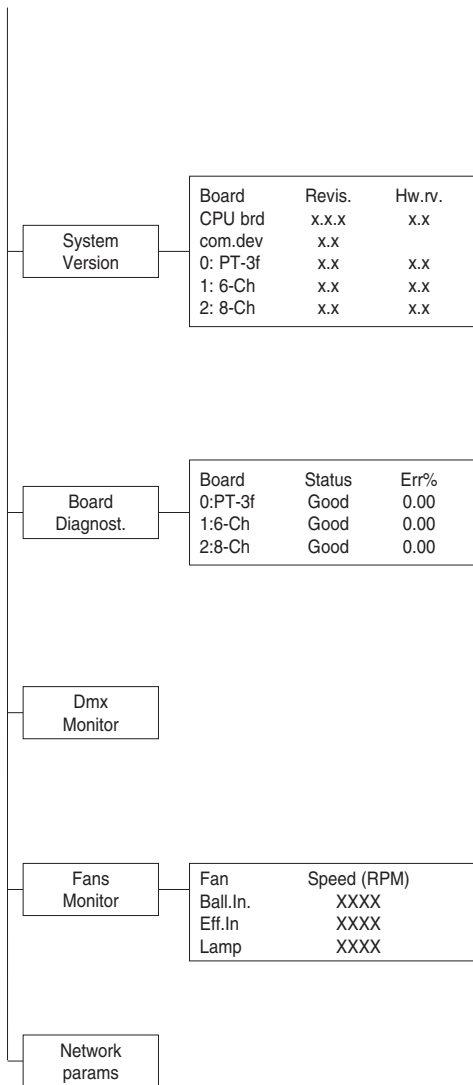 System
Version
Board Revis. Hw.rv.
CPU brd x.x.x x.x
com.dev x.x
0: PT-3f x.x x.x
1: 6-Ch x.x x.x
2: 8-Ch x.x x.x
Board
Diagnost.
Board Status Err%
0:PT-3f Good 0.00
1:6-Ch Good 0.00
2:8-Ch Good 0.00
Dmx
Monitor
Fans
Monitor
Fan Speed (RPM)
Ball.In. XXXX
Eff.In XXXX
Lamp XXXX
Network
params